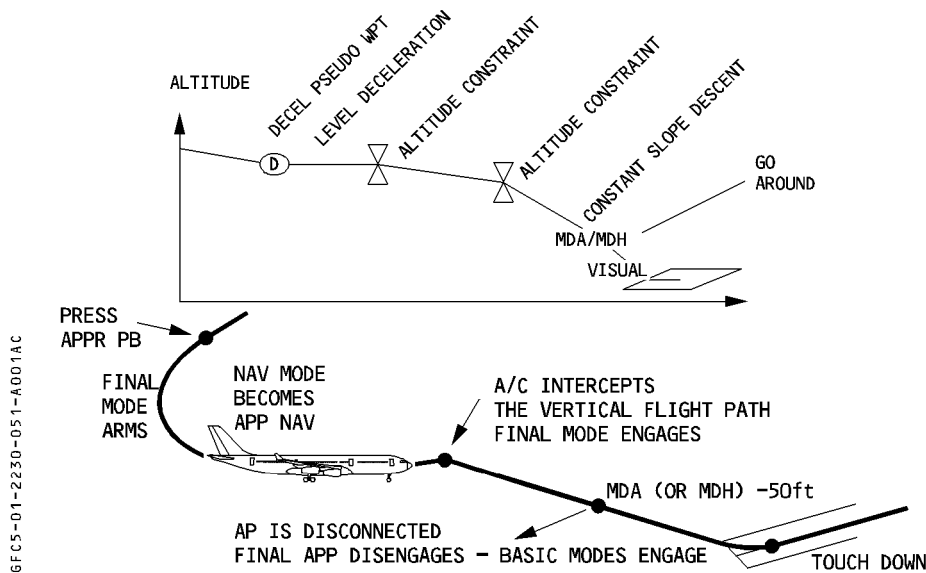 ALTITUDE
DECEL PSEUDO WPT
LEVEL DECELERATION
ALTITUDE CONSTRAINT
ALTITUDE CONSTRAINT
CONSTANT SLOPE DESCENT
D
GO
AROUND
MDA/MDH
VISUAL
PRESS
APPR PB
FINAL
MODE
ARMS
NAV MODE
BECOMES
APP NAV
A/C INTERCEPTS
THE VERTICAL FLIGHT PATH
FINAL MODE ENGAGES
MDA (OR MDH) -50ft
AP IS DISCONNECTED
FINAL APP DISENGAGES - BASIC MODES ENGAGE
TOUCH DOWN
GFC5-01-2230-051-A001AC